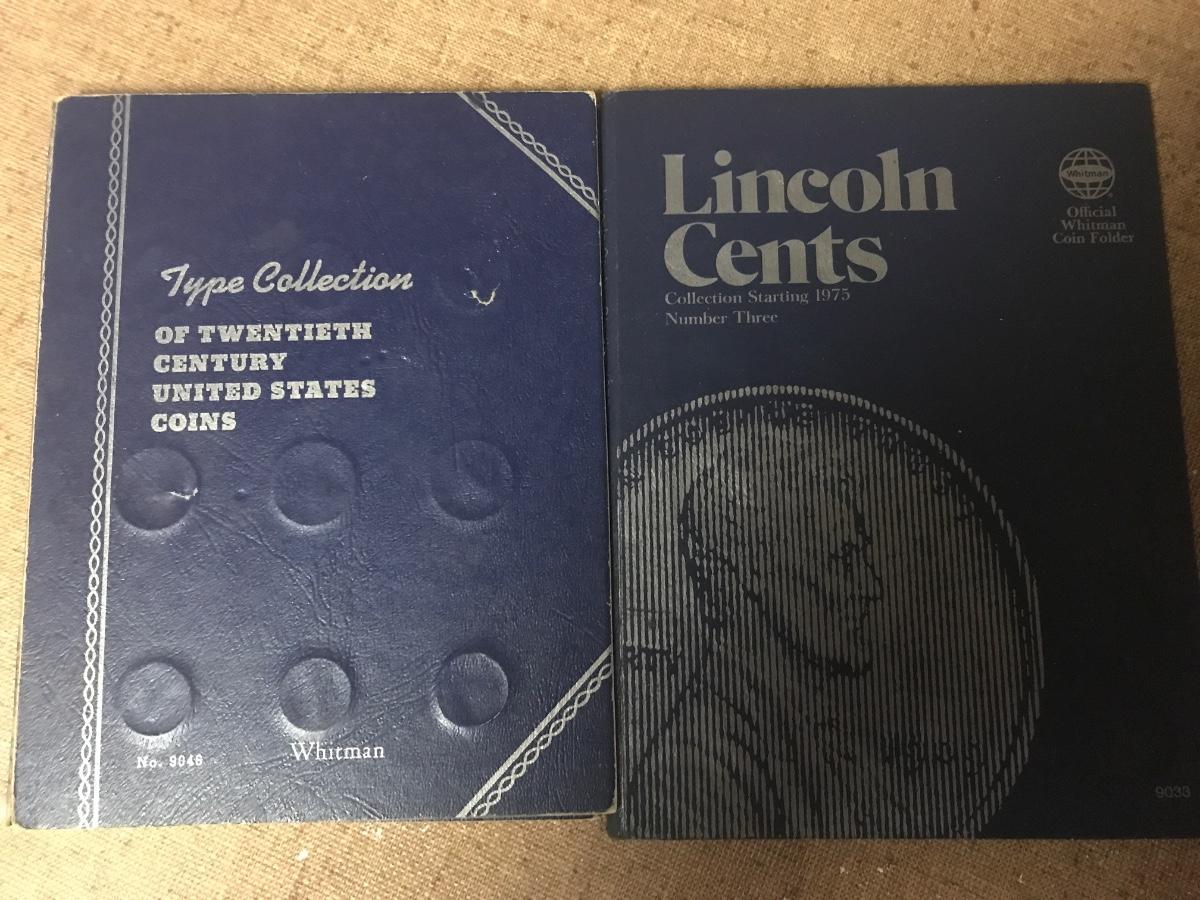 Type Collection
OF TWENTIETH
CENTURY
UNITED STATES
COINS
No. 9046
Whitman
Lincoln
Cents
Collection Starting 1975
Number Three
Whitman
Official
Whitman
Coin Folder
9033